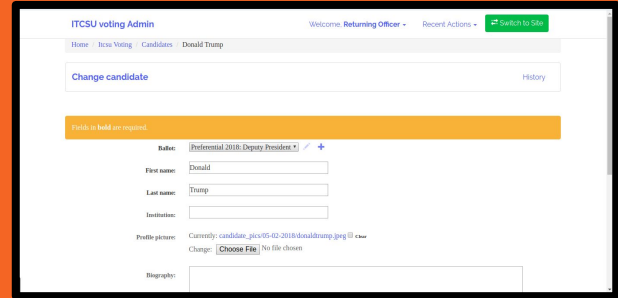 ITCSU voting Admin
Welcome, Returning Officer
Recent Actions
Switch to Site
Home / Itcsu Voting / Candidates / Donald Trump
Change candidate
History
Fields in bold are required.
Ballot: Preferential 2018: Deputy President
First name: Donald
Last name: Trump
Institution:
Profile picture: Currently: candidate_pics/05-02-2018/donaldtrump.jpeg Clear
Change: Choose File No file chosen
Biography: